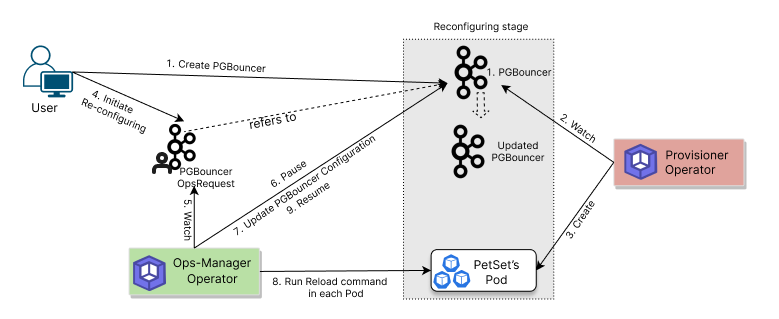 Reconfiguring stage
1. Create PGBouncer
1. PGBouncer
User
4. Initiate
Re-configuring
refers to
2. Watch
Updated
PGBouncer
Provisioner
Operator
PGBouncer
OpsRequest
6. Pause
7. Update PGBouncer Configuration
9. Resume
5. Watch
3. Create
Ops-Manager
Operator
PetSet's
Pod
8. Run Reload command
in each Pod